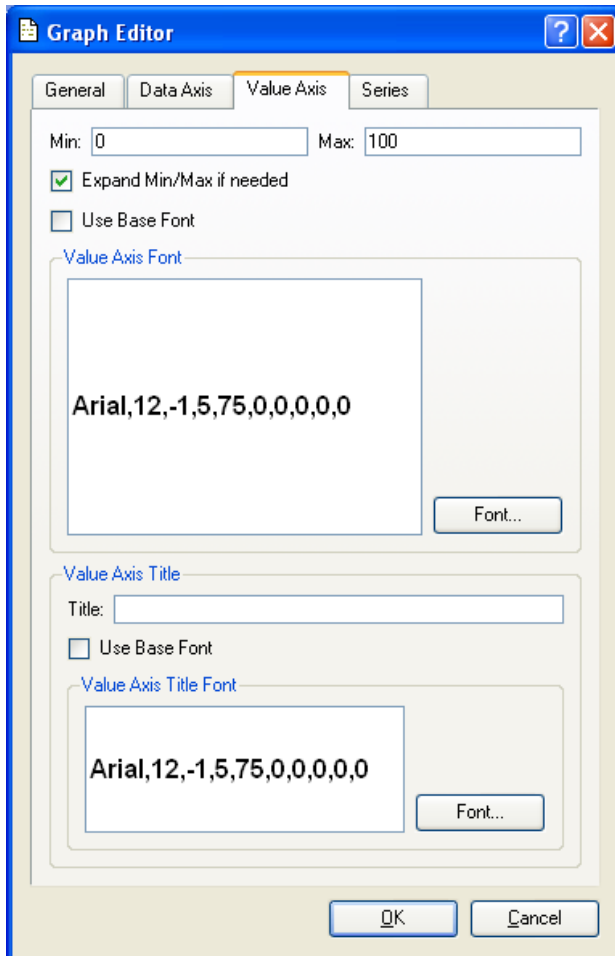 Graph Editor
General Data Axis Value Axis Series
Min: 0 Max: 100
Expand Min/Max if needed
Use Base Font
Value Axis Font
Arial,12,-1,5,75,0,0,0,0,0
Font...
Value Axis Title
Title:
Use Base Font
Value Axis Title Font
Arial,12,-1,5,75,0,0,0,0,0
Font...
OK Cancel